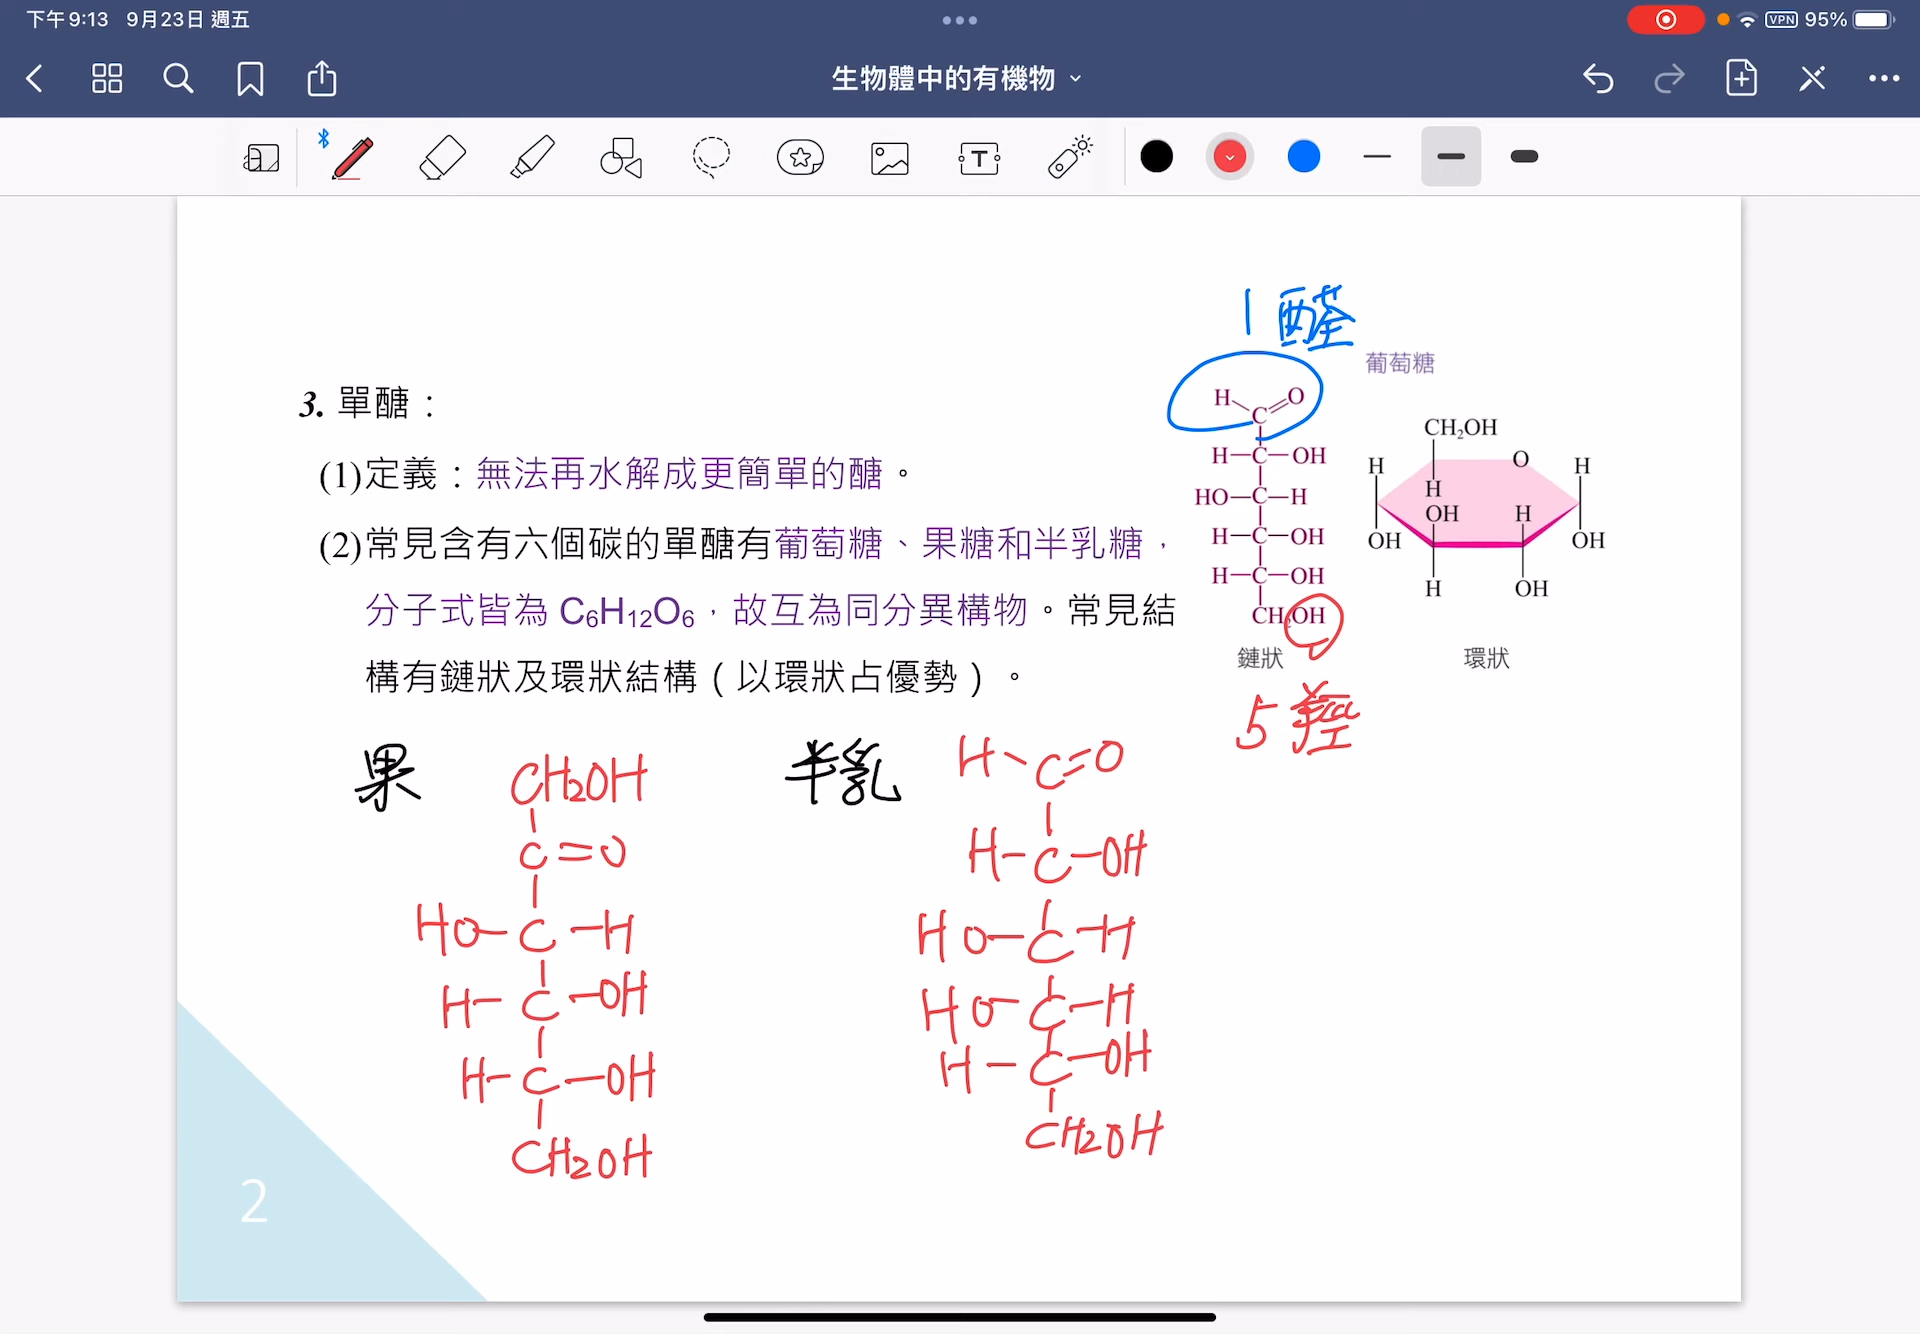 下午9:13 9月23日 週五
VPN 95%
生物體中的有機物
1 醛
葡萄糖
3. 單醣：
(1)定義：無法再水解成更簡單的醣。
(2)常見含有六個碳的單醣有葡萄糖、果糖和半乳糖，
分子式皆為 C6H12O6，故互為同分異構物。常見結
構有鏈狀及環狀結構（以環狀占優勢）。
H C=O
H—C—OH
HO—C—H
H—C—OH
H—C—OH
CH₂OH
鏈狀
CH₂OH
H O H
H
OH H
OH OH
H OH
環狀
5 羥
果
CH2OH
C=O
HO-C-H
H-C-OH
H-C-OH
CH2OH
半乳
H-C=O
H-C-OH
HO-C-H
HO-C-H
H-C-OH
CH2OH
2